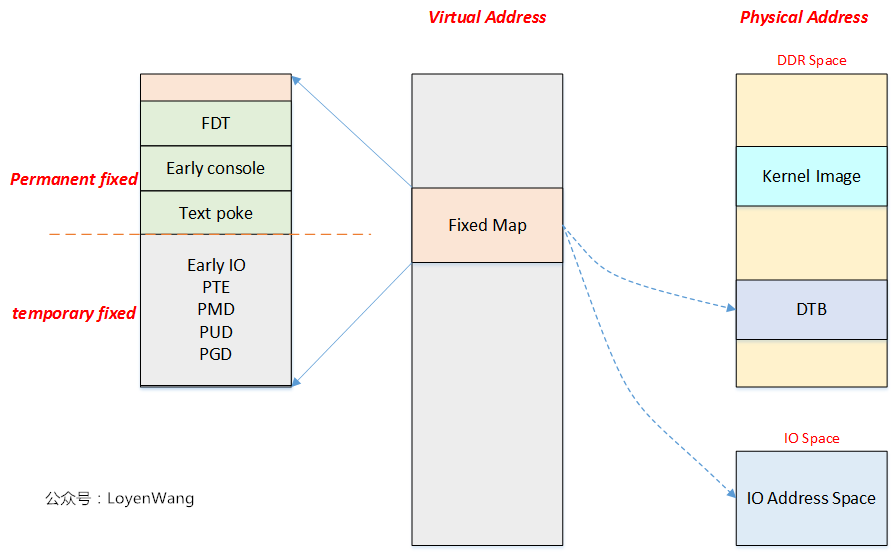 Virtual Address
Physical Address
DDR Space
FDT
Early console
Permanent fixed
Text poke
Kernel Image
Fixed Map
Early IO
PTE
PMD
PUD
PGD
temporary fixed
DTB
IO Space
IO Address Space
公众号：LoyenWang